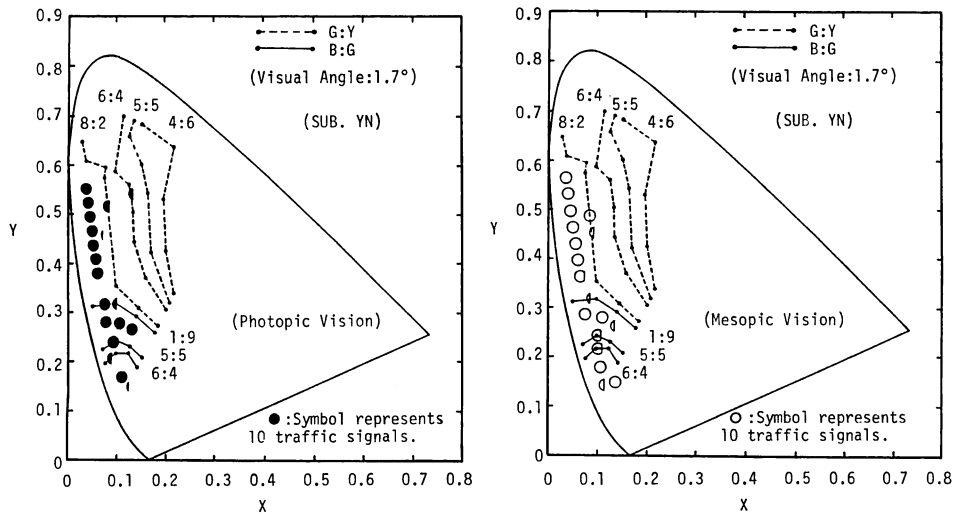 0.9
0.8
0.7
0.6
0.5
0.4
0.3
0.2
0.1
0
Y
G:Y
B:G
(Visual Angle:1.7°)
(SUB. YN)
6:4
5:5
8:2
4:6
(Photopic Vision)
1:9
5:5
6:4
:Symbol represents
10 traffic signals.
0 0.1 0.2 0.3 0.4 0.5 0.6 0.7 0.8
X
0.9
0.8
0.7
0.6
0.5
0.4
0.3
0.2
0.1
0
Y
G:Y
B:G
(Visual Angle:1.7°)
(SUB. YN)
6:4
5:5
8:2
4:6
(Mesopic Vision)
1:9
5:5
6:4
:Symbol represents
10 traffic signals.
0 0.1 0.2 0.3 0.4 0.5 0.6 0.7 0.8
X